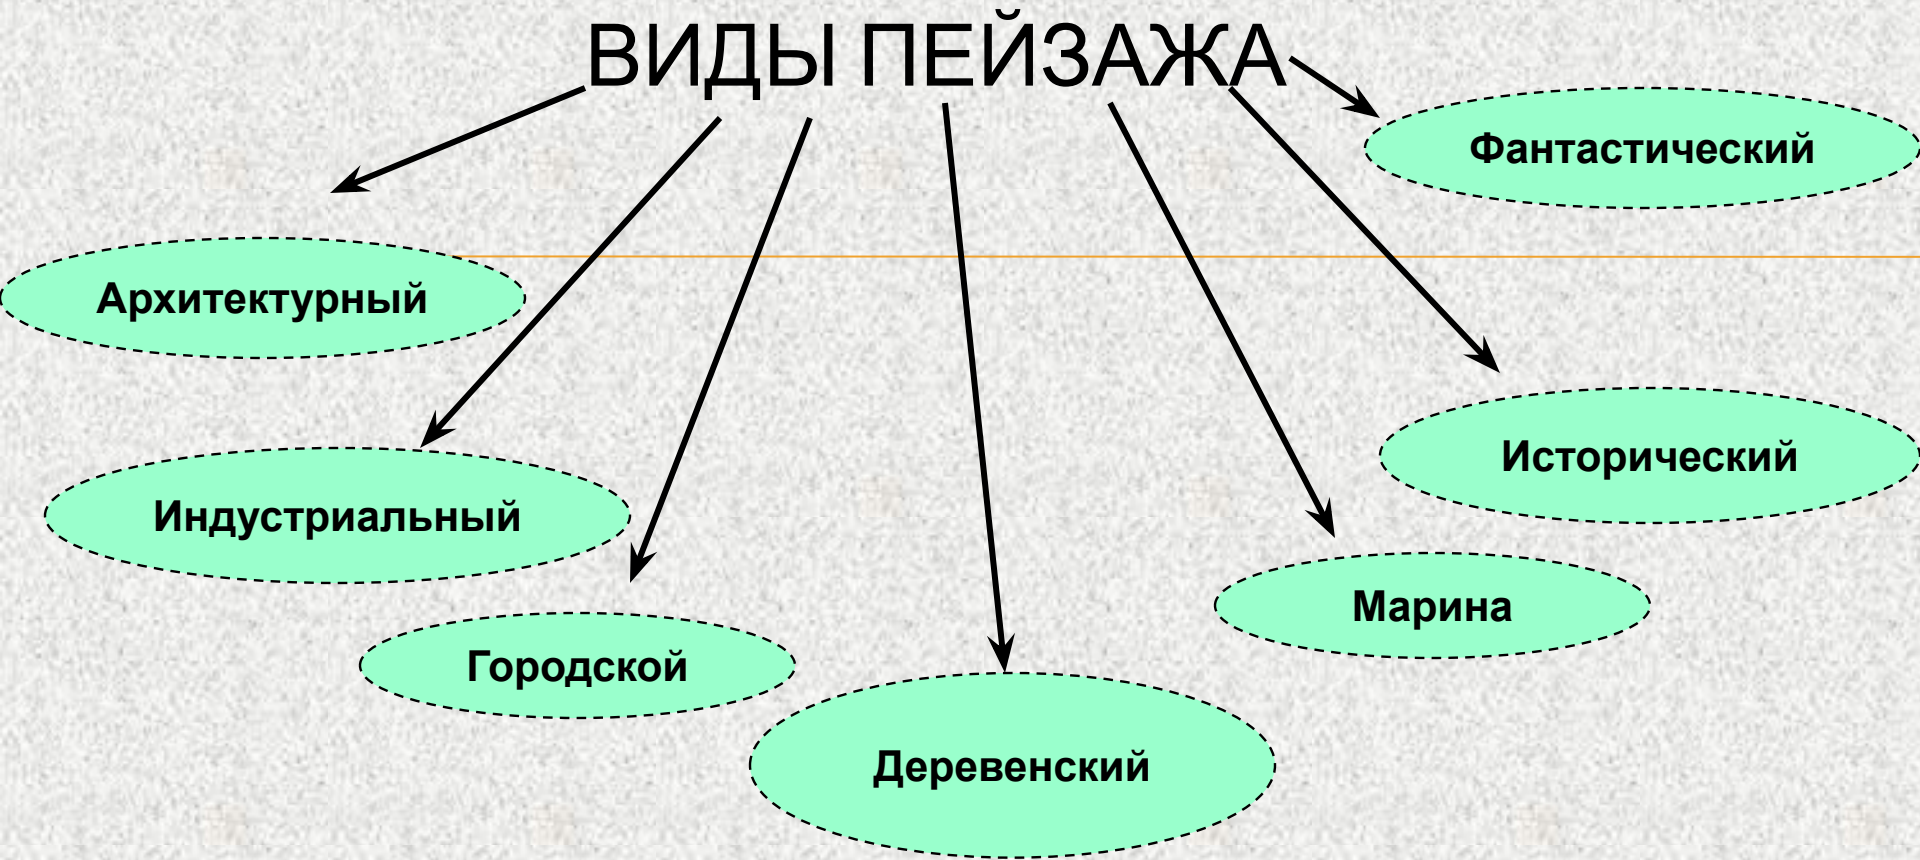 ВИДЫ ПЕЙЗАЖА
Фантастический
Архитектурный
Исторический
Индустриальный
Марина
Городской
Деревенский